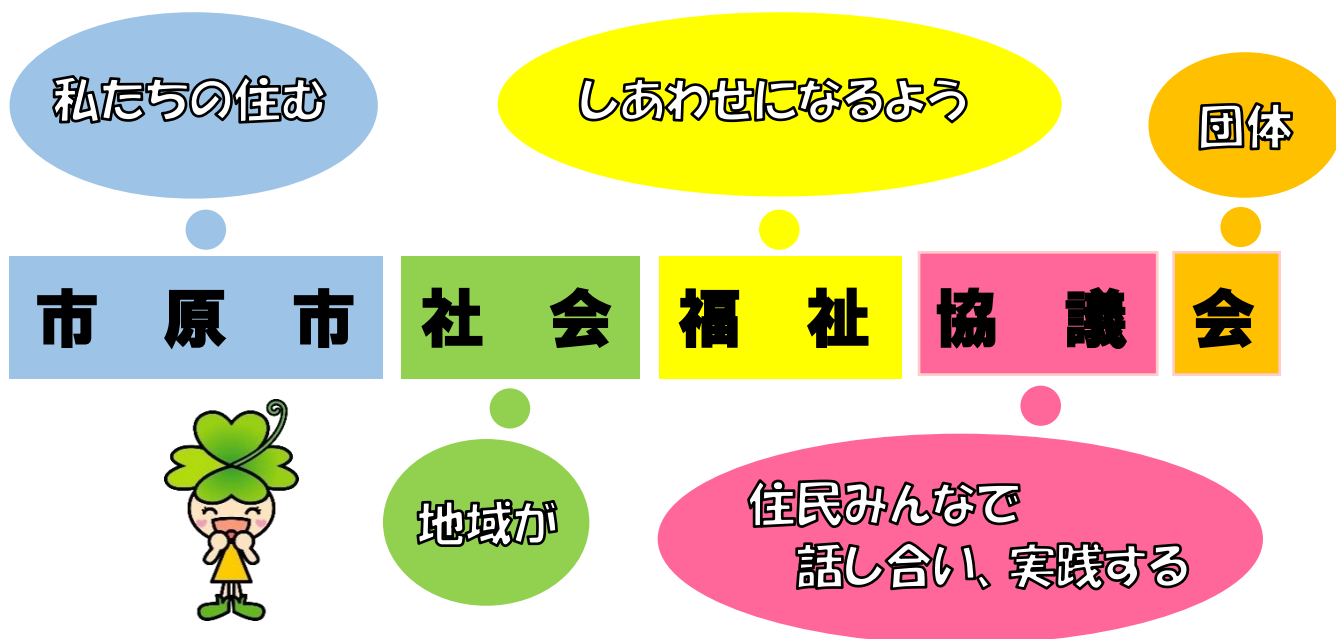 私たちの住む
しあわせになるよう
団体
市原市社会福祉協議会
地域が
住民みんなで
話し合い、実践する